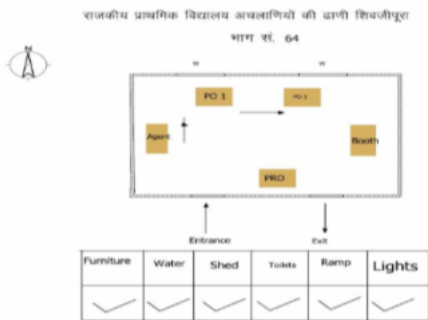 राजकीय प्राथमिक विद्यालय अचलाणियों की ढाणी शिवजीपूरा
भाग सं. 64
N
W W
PO 1 PO 2
Agent Booth
PRO
Entrance Exit
Furniture Water Shed Toilets Ramp Lights